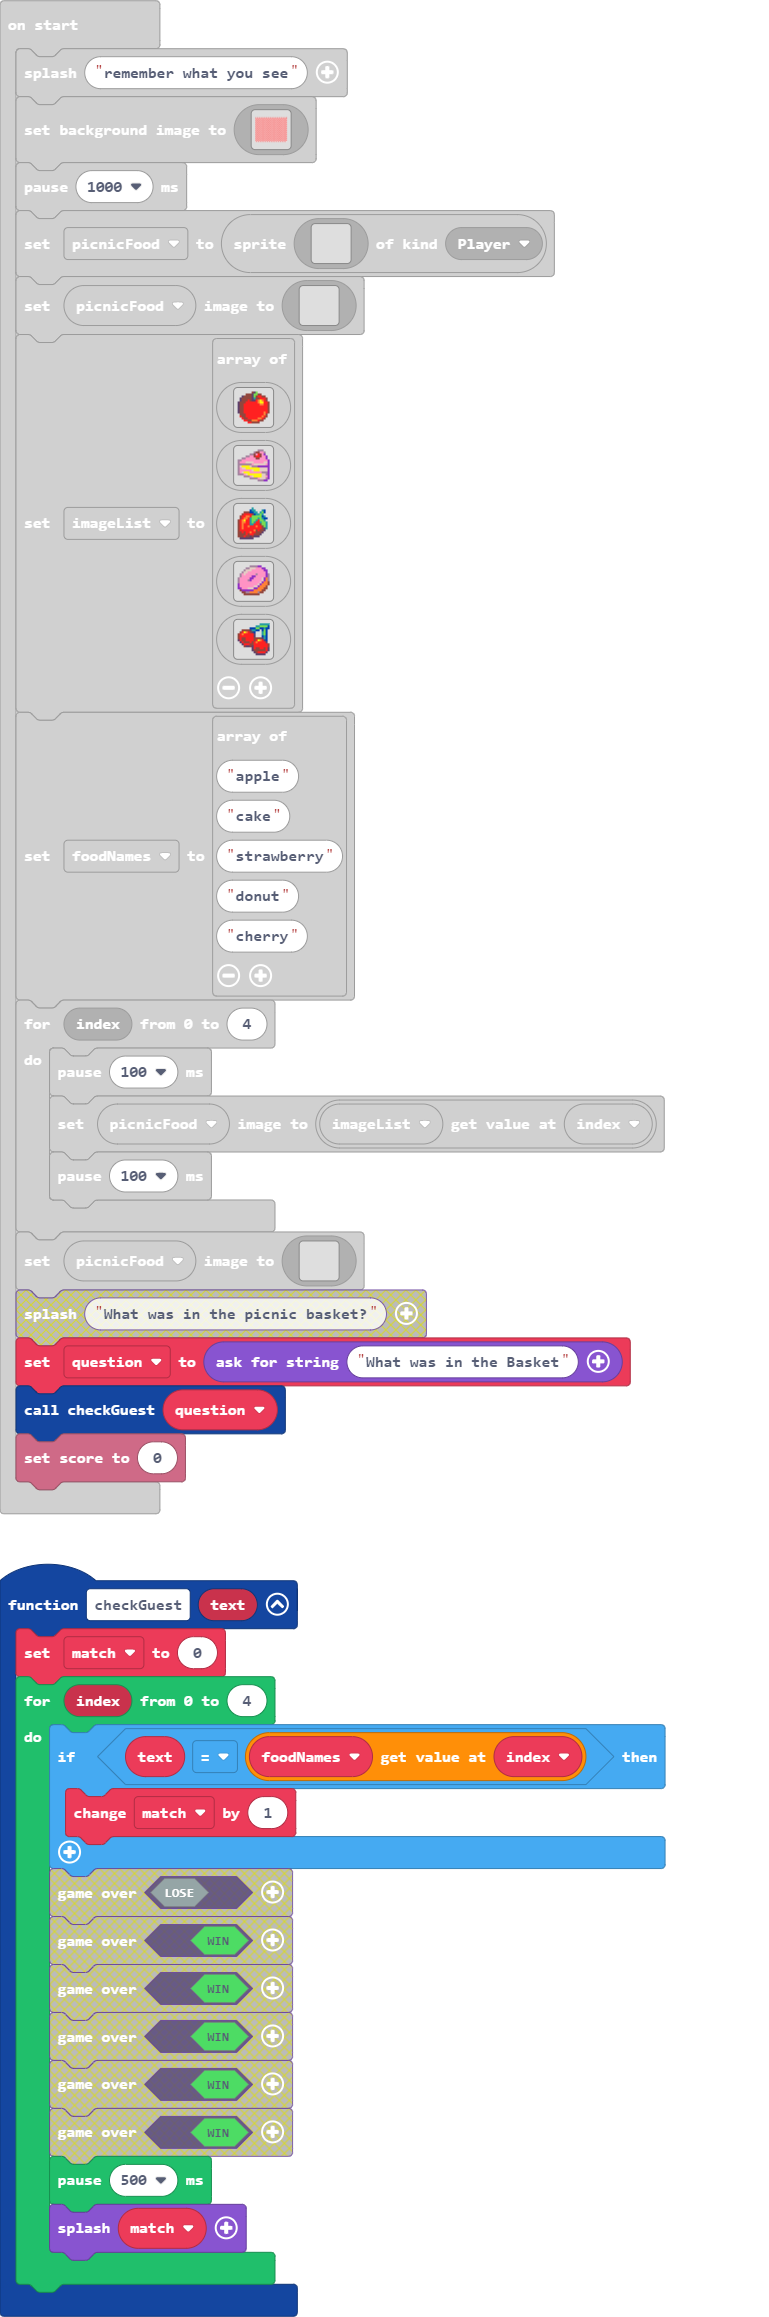 on start
splash "remember what you see"
set background image to
pause 1000 ms
set picnicFood to sprite of kind Player
set picnicFood image to
array of
set imageList to
array of
"apple"
"cake"
set foodNames to "strawberry"
"donut"
"cherry"
for index from 0 to 4
do
pause 100 ms
set picnicFood image to imageList get value at index
pause 100 ms
set picnicFood image to
splash "What was in the picnic basket?"
set question to ask for string "What was in the Basket"
call checkGuest question
set score to 0
function checkGuest text
set match to 0
for index from 0 to 4
do
if text = foodNames get value at index then
change match by 1
game over LOSE
game over WIN
game over WIN
game over WIN
game over WIN
game over WIN
pause 500 ms
splash match